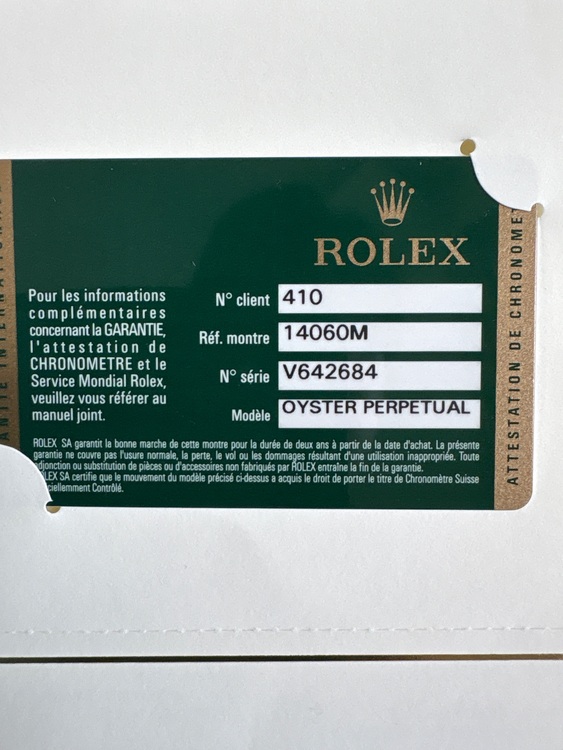 ROLEX
Pour les informations
complémentaires
concernant la GARANTIE,
l'attestation de
CHRONOMETRE et le
Service Mondial Rolex,
veuillez vous référer au
manuel joint.
N° client 410
Réf. montre 14060M
N° série V642684
Modèle OYSTER PERPETUAL
ROLEX SA garantit la bonne marche de cette montre pour la durée de deux ans à partir de la date d'achat. La présente
garantie ne couvre pas l'usure normale, la perte, le vol ou les dommages résultant d'une utilisation inappropriée. Toute
adjonction ou substitution de pièces ou d'accessoires non fabriqués par ROLEX entraîne la fin de la garantie.
LEX SA certifie que le mouvement du modèle précisé ci-dessus a acquis le droit de porter le titre de Chronomètre Suisse
ciellement Contrôlé.
ATTESTATION DE CHRONOMET